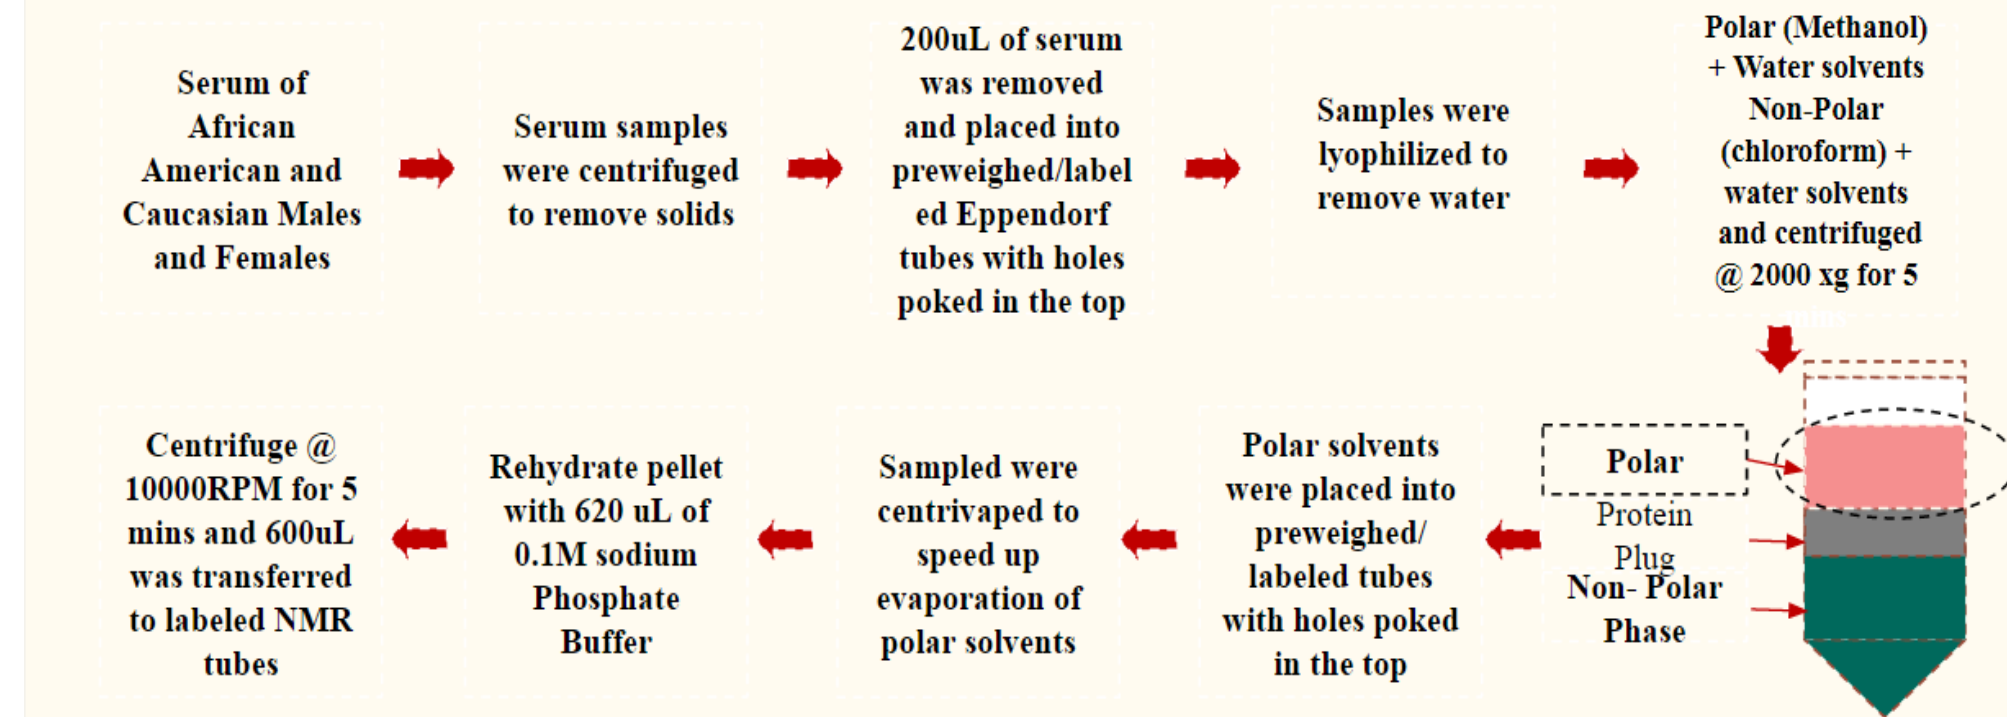 Serum of
African
American and
Caucasian Males
and Females
Serum samples
were centrifuged
to remove solids
200uL of serum
was removed
and placed into
preweighed/label
ed Eppendorf
tubes with holes
poked in the top
Samples were
lyophilized to
remove water
Polar (Methanol)
+ Water solvents
Non-Polar
(chloroform) +
water solvents
and centrifuged
@ 2000 xg for 5
mins
Polar
Protein
Plug
Non- Polar
Phase
Polar solvents
were placed into
preweighed/
labeled tubes
with holes poked
in the top
Sampled were
centrivaped to
speed up
evaporation of
polar solvents
Rehydrate pellet
with 620 uL of
0.1M sodium
Phosphate
Buffer
Centrifuge @
10000RPM for 5
mins and 600uL
was transferred
to labeled NMR
tubes